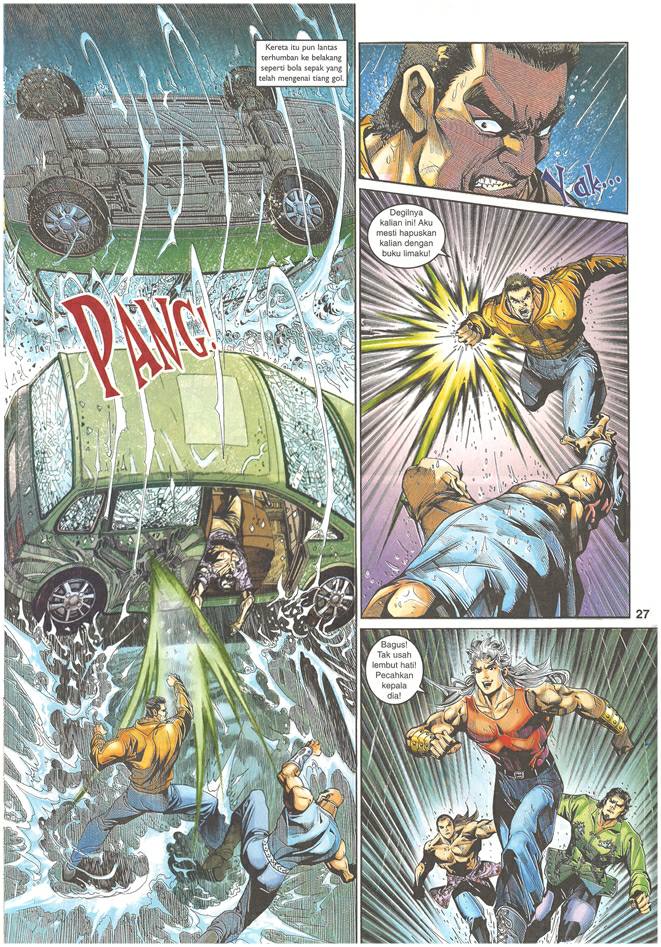 Kereta itu pun lantas
terhumban ke belakang
seperti bola sepak yang
telah mengenai tiang gol.
PANG!
Yak...
Degilnya
kalian ini! Aku
mesti hapuskan
kalian dengan
buku limaku!
27
Bagus!
Tak usah
lembut hati!
Pecahkan
kepala
dia!